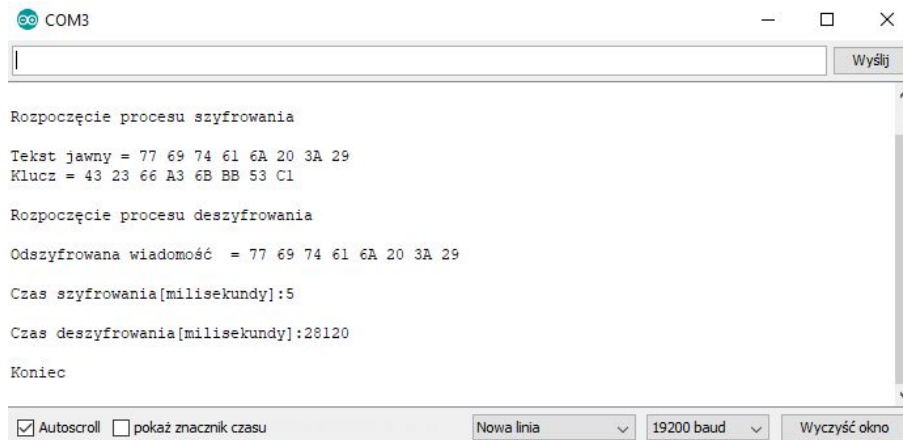 COM3
Wyślij
Rozpoczęcie procesu szyfrowania
Tekst jawny = 77 69 74 61 6A 20 3A 29
Klucz = 43 23 66 A3 6B BB 53 C1
Rozpoczęcie procesu deszyfrowania
Odszyfrowana wiadomość  = 77 69 74 61 6A 20 3A 29
Czas szyfrowania[milisekundy]:5
Czas deszyfrowania[milisekundy]:28120
Koniec
Autoscroll pokaż znacznik czasu Nowa linia 19200 baud Wyczyść okno